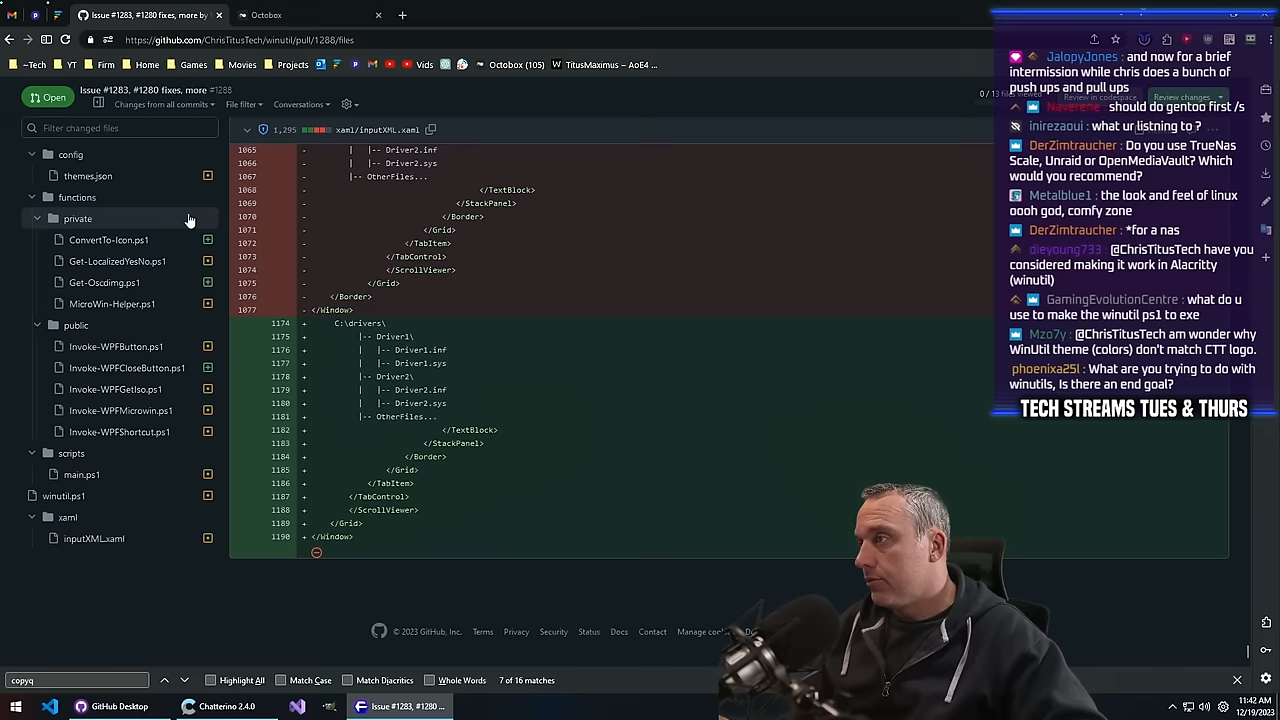 Issue #1283, #1280 fixes, more by
Octobox
https://github.com/ChrisTitusTech/winutil/pull/1288/files
~Tech
YT
Firm
Home
Games
Movies
Projects
Vids
Octobox (105)
TitusMaximus ~ AoE4 ...
Open
Issue #1283, #1280 fixes, more #1288
Changes from all commits
File filter
Conversations
0 / 13 files viewed
Review in codespace
Review changes
Filter changed files
config
themes.json
functions
private
ConvertTo-Icon.ps1
Get-LocalizedYesNo.ps1
Get-Oscdimg.ps1
MicroWin-Helper.ps1
public
Invoke-WPFButton.ps1
Invoke-WPFCloseButton.ps1
Invoke-WPFGetIso.ps1
Invoke-WPFMicrowin.ps1
Invoke-WPFShortcut.ps1
scripts
main.ps1
winutil.ps1
xaml
inputXML.xaml
1,295 xaml/inputXML.xaml
1065 - | |-- Driver2.inf
1066 - | |-- Driver2.sys
1067 - |-- OtherFiles...
1068 - </TextBlock>
1069 - </StackPanel>
1070 - </Border>
1071 - </Grid>
1072 - </TabItem>
1073 - </TabControl>
1074 - </ScrollViewer>
1075 - </Grid>
1076 - </Border>
1077 - </Window>
1174 + C:\drivers\
1175 + |-- Driver1\
1176 + | |-- Driver1.inf
1177 + | |-- Driver1.sys
1178 + |-- Driver2\
1179 + | |-- Driver2.inf
1180 + | |-- Driver2.sys
1181 + |-- OtherFiles...
1182 + </TextBlock>
1183 + </StackPanel>
1184 + </Border>
1185 + </Grid>
1186 + </TabItem>
1187 + </TabControl>
1188 + </ScrollViewer>
1189 + </Grid>
1190 + </Window>
© 2023 GitHub, Inc.
Terms
Privacy
Security
Status
Docs
Contact
Manage
JalopyJones : and now for a brief
intermission while chris does a bunch of
push ups and pull ups
Naverene: should do gentoo first /s
inirezaoui : what ur listning to ?
DerZimtraucher : Do you use TrueNas
Scale, Unraid or OpenMediaVault? Which
would you recommend?
Metalblue1 : the look and feel of linux
oooh god, comfy zone
DerZimtraucher : *for a nas
dieyoung733 : @ChrisTitusTech have you
considered making it work in Alacritty
(winutil)
GamingEvolutionCentre : what do u
use to make the winutil ps1 to exe
Mzo7y : @ChrisTitusTech am wonder why
WinUtil theme (colors) don't match CTT logo.
phoenixa25l : What are you trying to do with
winutils, Is there an end goal?
TECH STREAMS TUES & THURS
copyq
Highlight All
Match Case
Match Diacritics
Whole Words
7 of 16 matches
GitHub Desktop
Chatterino 2.4.0
Issue #1283, #1280 ...
11:42 AM
12/19/2023